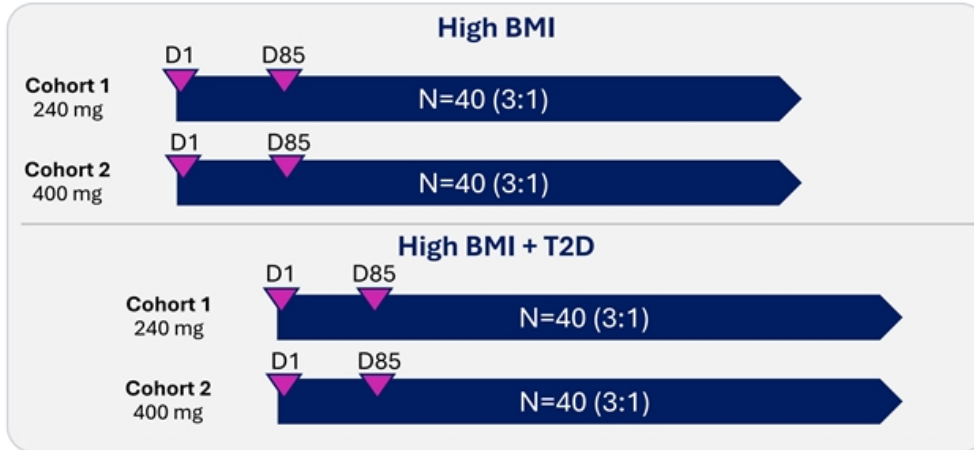 High BMI
D1 D85
Cohort 1
240 mg
N=40 (3:1)
D1 D85
Cohort 2
400 mg
N=40 (3:1)
High BMI + T2D
D1 D85
Cohort 1
240 mg
N=40 (3:1)
D1 D85
Cohort 2
400 mg
N=40 (3:1)